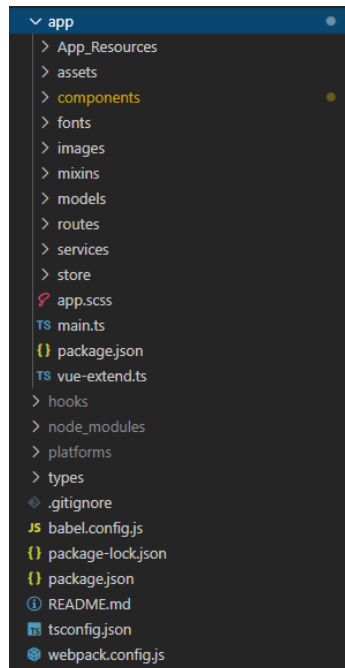 app
App_Resources
assets
components
fonts
images
mixins
models
routes
services
store
app.scss
TS main.ts
{} package.json
TS vue-extend.ts
hooks
node_modules
platforms
types
.gitignore
JS babel.config.js
{} package-lock.json
{} package.json
README.md
TS tsconfig.json
webpack.config.js